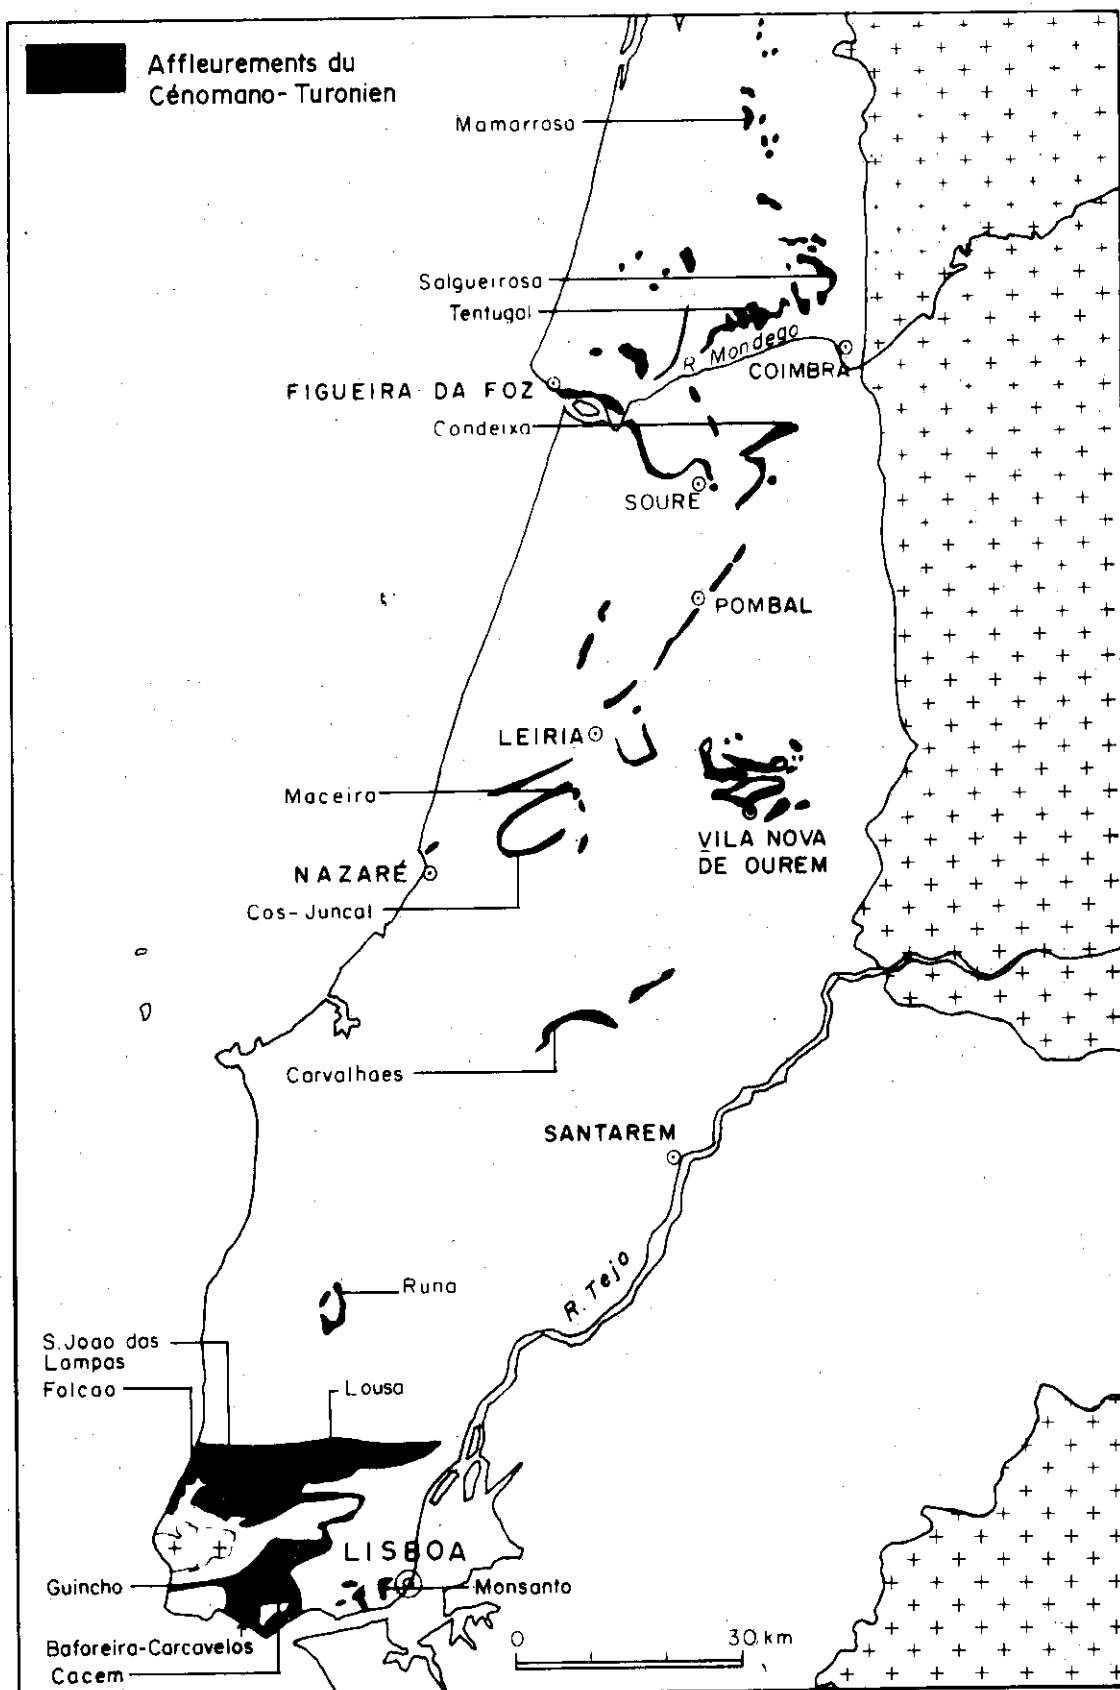 Affleurements du
Cénomano-Turonien
Mamarrosa
Salgueirosa
Tentugal
R. Mondego
COIMBRA
FIGUEIRA DA FOZ
Condeixa
SOURE
POMBAL
LEIRIA
Maceira
VILA NOVA
DE OUREM
NAZARÉ
Cos-Juncal
Carvalhaes
SANTAREM
R. Tejo
Runa
S.Joao das
Lampas
Falcao
Lousa
LISBOA
Guincho
Monsanto
Baforeira-Carcavelos
Cacem
0 30 km